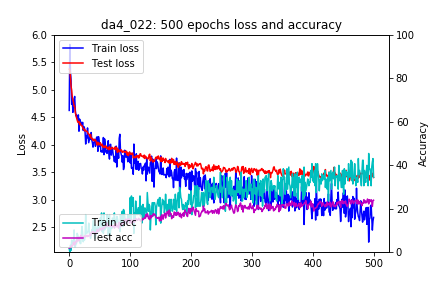 da4_022: 500 epochs loss and accuracy
6.0
5.5
5.0
4.5
4.0
3.5
3.0
2.5
Loss
100
80
60
40
20
0
Accuracy
Train loss
Test loss
Train acc
Test acc
0 100 200 300 400 500